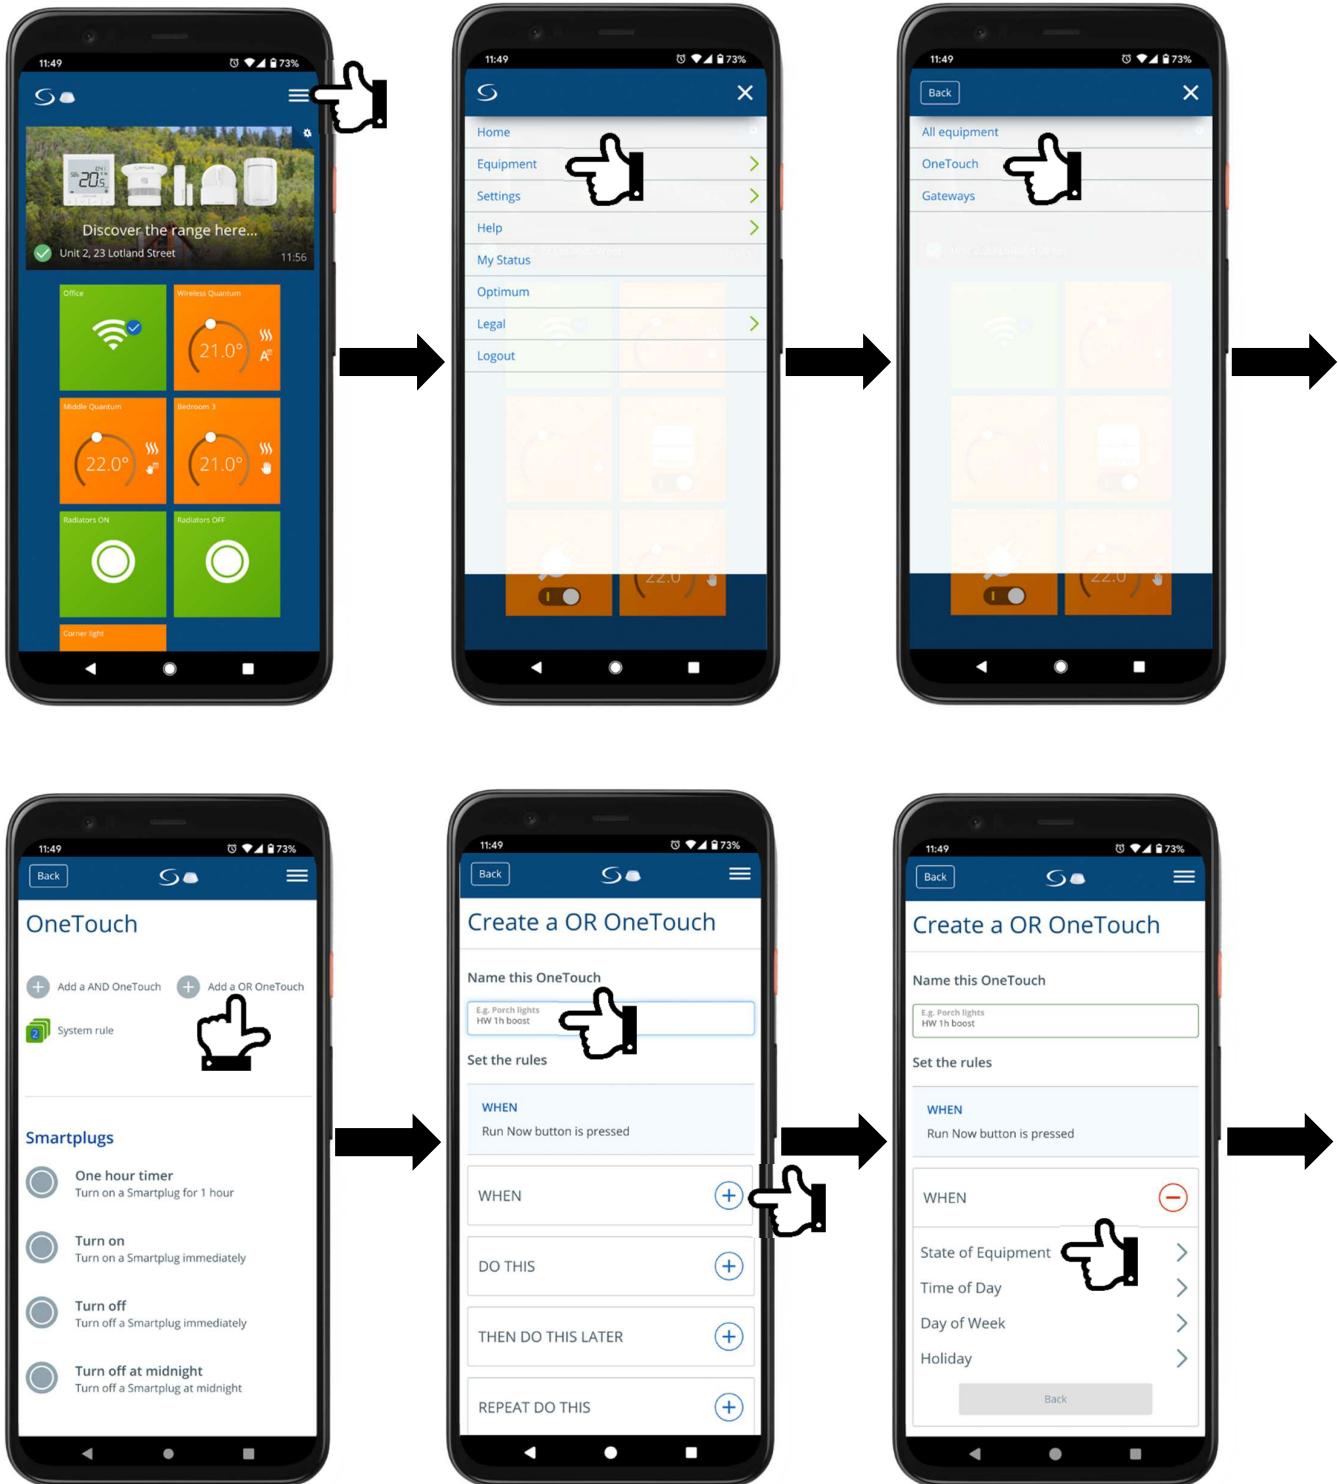 11:49
73%
Discover the range here...
Unit 2, 23 Lotland Street
11:56
Office
Wireless Quantum
21.0°
A
Middle Quantum
Bedroom 3
22.0°
21.0°
Radiators ON
Radiators OFF
Corner light
11:49
73%
Home
Equipment
Settings
Help
My Status
Optimum
Legal
Logout
22.0
11:49
73%
Back
All equipment
OneTouch
Gateways
22.0
11:49
73%
Back
OneTouch
Add a AND OneTouch
Add a OR OneTouch
2
System rule
Smartplugs
One hour timer
Turn on a Smartplug for 1 hour
Turn on
Turn on a Smartplug immediately
Turn off
Turn off a Smartplug immediately
Turn off at midnight
Turn off a Smartplug at midnight
11:49
73%
Back
Create a OR OneTouch
Name this OneTouch
E.g. Porch lights
HW 1h boost
Set the rules
WHEN
Run Now button is pressed
WHEN
DO THIS
THEN DO THIS LATER
REPEAT DO THIS
11:49
73%
Back
Create a OR OneTouch
Name this OneTouch
E.g. Porch lights
HW 1h boost
Set the rules
WHEN
Run Now button is pressed
WHEN
State of Equipment
Time of Day
Day of Week
Holiday
Back